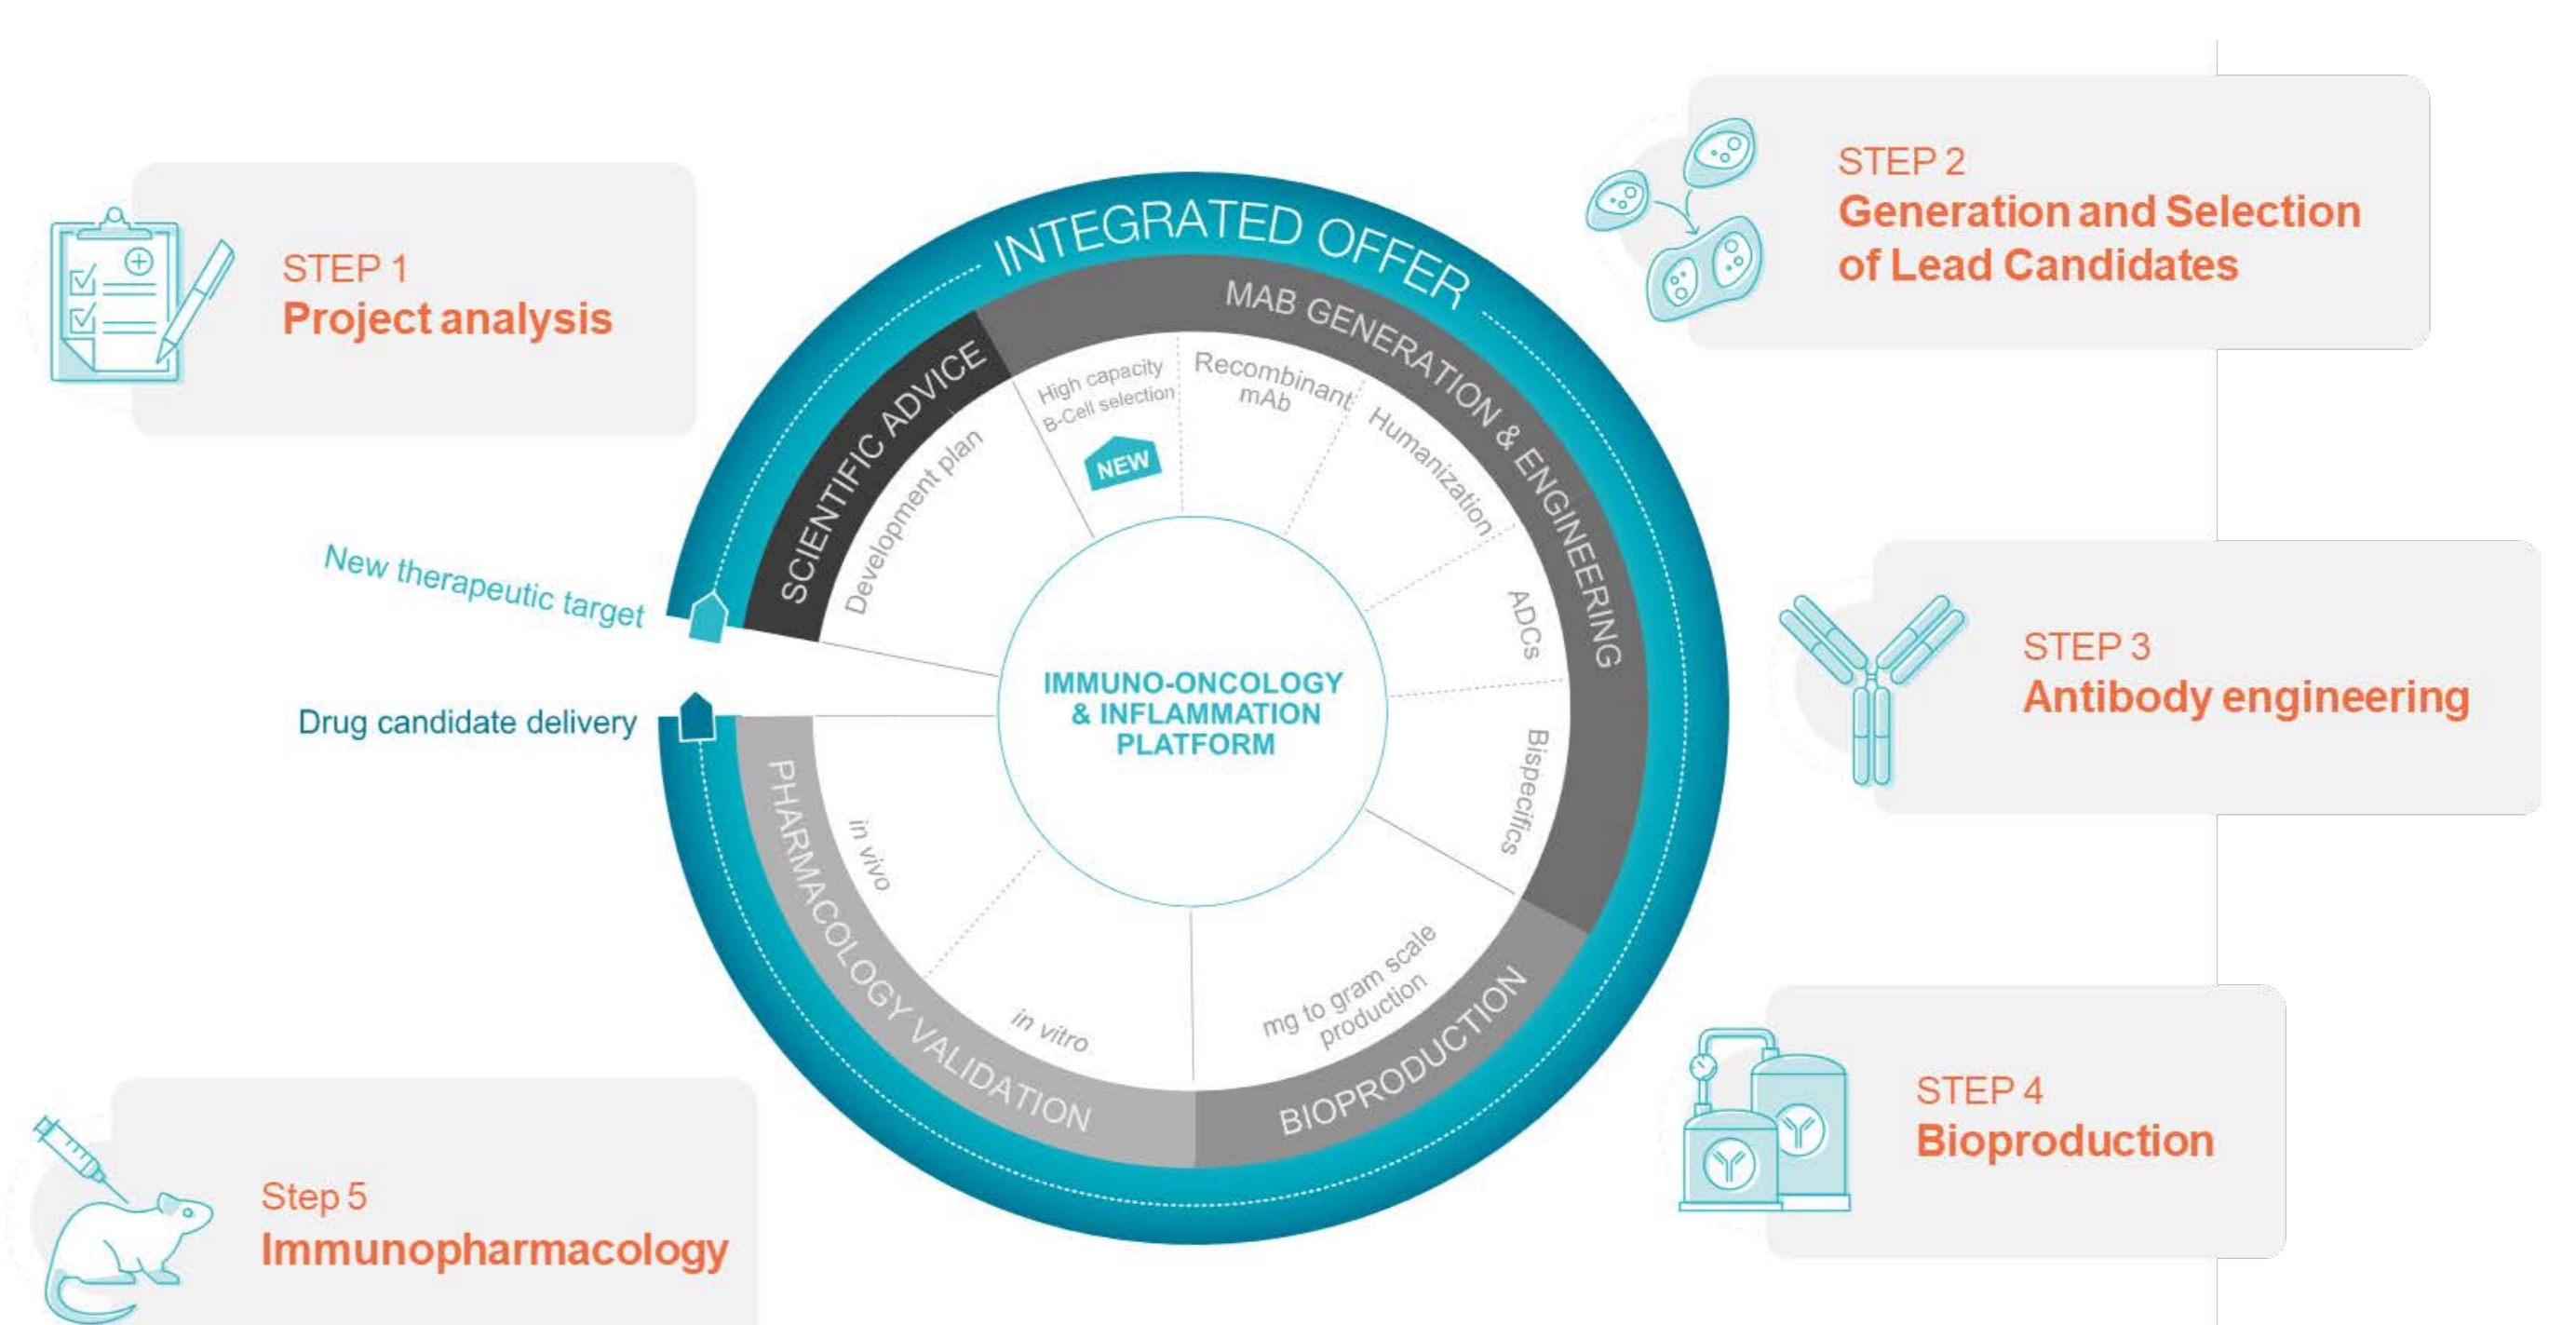 STEP 1
Project analysis
STEP 2
Generation and Selection
of Lead Candidates
STEP 3
Antibody engineering
STEP 4
Bioproduction
Step 5
Immunopharmacology
New therapeutic target
Drug candidate delivery
INTEGRATED OFFER
SCIENTIFIC ADVICE
Development plan
MAB GENERATION & ENGINEERING
High capacity
B-Cell selection
NEW
Recombinant
mAb
Humanization
ADCs
Bispecifics
BIOPRODUCTION
mg to gram scale
production
PHARMACOLOGY VALIDATION
in vitro
in vivo
IMMUNO-ONCOLOGY
& INFLAMMATION
PLATFORM